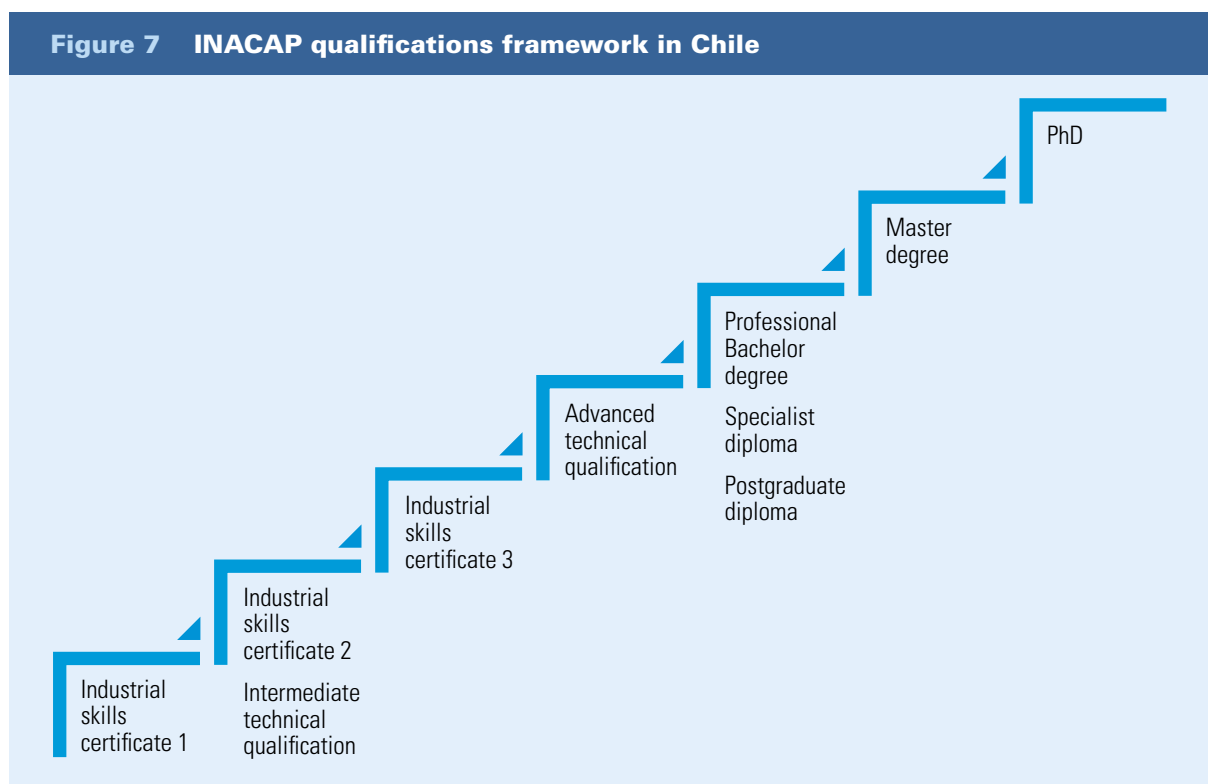 Figure 7 INACAP qualifications framework in Chile
PhD
Master
degree
Professional
Bachelor
degree
Specialist
diploma
Postgraduate
diploma
Advanced
technical
qualification
Industrial
skills
certificate 3
Industrial
skills
certificate 2
Intermediate
technical
qualification
Industrial
skills
certificate 1